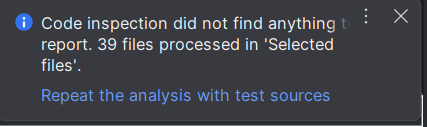 Code inspection did not find anything to
report. 39 files processed in 'Selected
files'.
Repeat the analysis with test sources